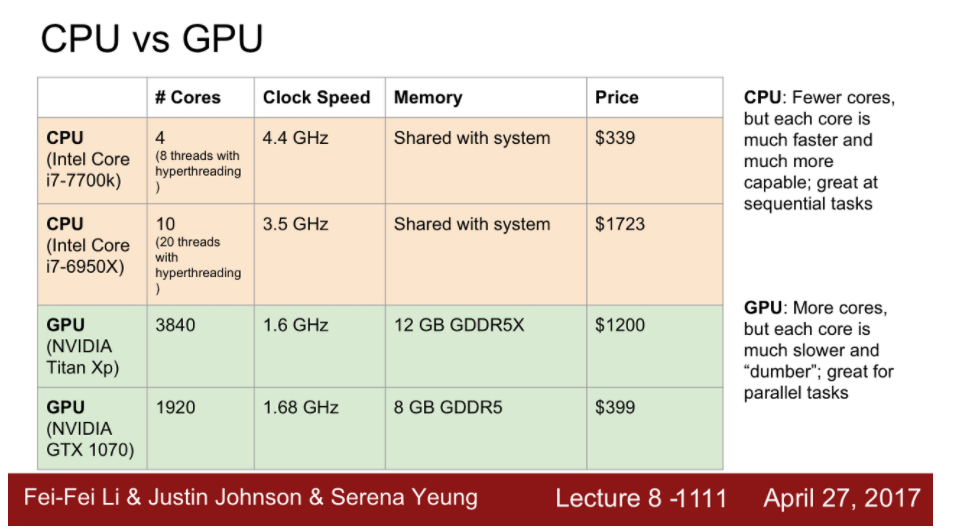 CPU vs GPU
# Cores Clock Speed Memory Price
CPU 4 4.4 GHz Shared with system $339
(Intel Core (8 threads with
i7-7700k) hyperthreading
)
CPU 10 3.5 GHz Shared with system $1723
(Intel Core (20 threads
i7-6950X) with
hyperthreading
)
GPU 3840 1.6 GHz 12 GB GDDR5X $1200
(NVIDIA
Titan Xp)
GPU 1920 1.68 GHz 8 GB GDDR5 $399
(NVIDIA
GTX 1070)
CPU: Fewer cores,
but each core is
much faster and
much more
capable; great at
sequential tasks
GPU: More cores,
but each core is
much slower and
“dumber”; great for
parallel tasks
Fei-Fei Li & Justin Johnson & Serena Yeung Lecture 8 -1111 April 27, 2017